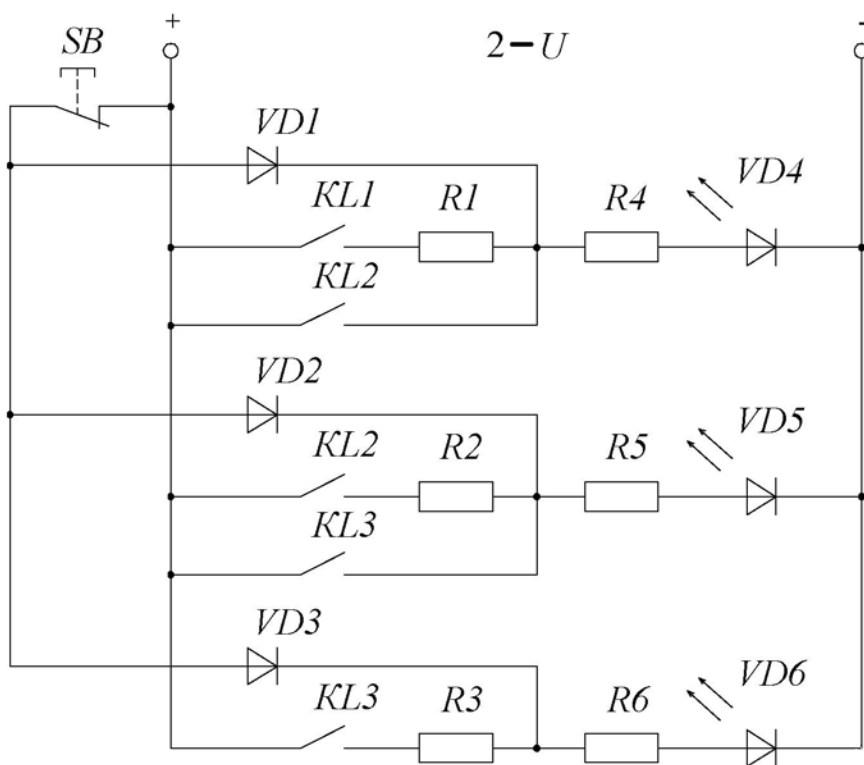 +
-
SB
2-U
VD1
VD4
KL1
R1
R4
KL2
VD2
VD5
KL2
R2
R5
KL3
VD3
VD6
KL3
R3
R6